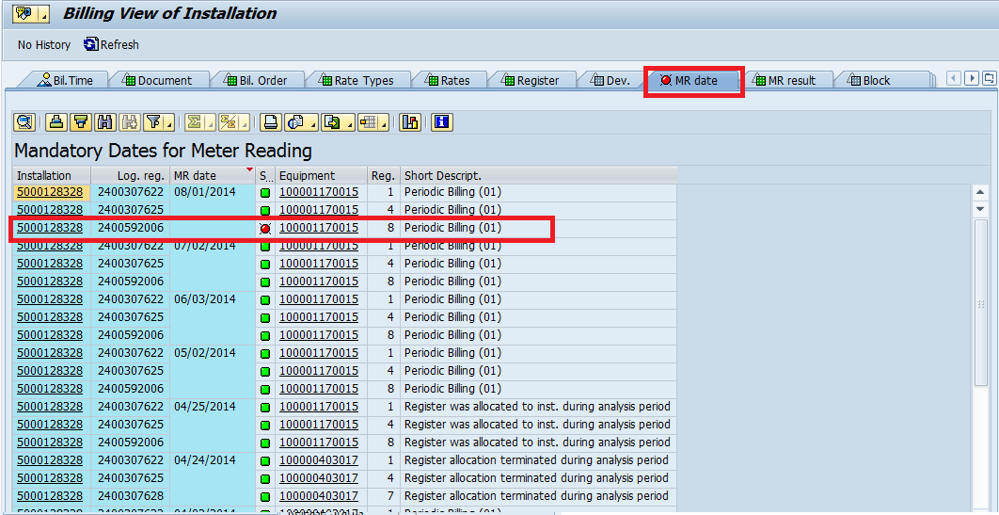 Billing View of Installation
No History Refresh
Bil.Time Document Bil. Order Rate Types Rates Register Dev. MR date MR result Block
Mandatory Dates for Meter Reading
Installation Log. reg. MR date S... Equipment Reg. Short Descript.
5000128328 2400307622 08/01/2014 100001170015 1 Periodic Billing (01)
5000128328 2400307625 100001170015 4 Periodic Billing (01)
5000128328 2400592006 100001170015 8 Periodic Billing (01)
5000128328 2400307622 07/02/2014 100001170015 1 Periodic Billing (01)
5000128328 2400307625 100001170015 4 Periodic Billing (01)
5000128328 2400592006 100001170015 8 Periodic Billing (01)
5000128328 2400307622 06/03/2014 100001170015 1 Periodic Billing (01)
5000128328 2400307625 100001170015 4 Periodic Billing (01)
5000128328 2400592006 100001170015 8 Periodic Billing (01)
5000128328 2400307622 05/02/2014 100001170015 1 Periodic Billing (01)
5000128328 2400307625 100001170015 4 Periodic Billing (01)
5000128328 2400592006 100001170015 8 Periodic Billing (01)
5000128328 2400307622 04/25/2014 100001170015 1 Register was allocated to inst. during analysis period
5000128328 2400307625 100001170015 4 Register was allocated to inst. during analysis period
5000128328 2400592006 100001170015 8 Register was allocated to inst. during analysis period
5000128328 2400307622 04/24/2014 100000403017 1 Register allocation terminated during analysis period
5000128328 2400307625 100000403017 4 Register allocation terminated during analysis period
5000128328 2400307628 100000403017 7 Register allocation terminated during analysis period